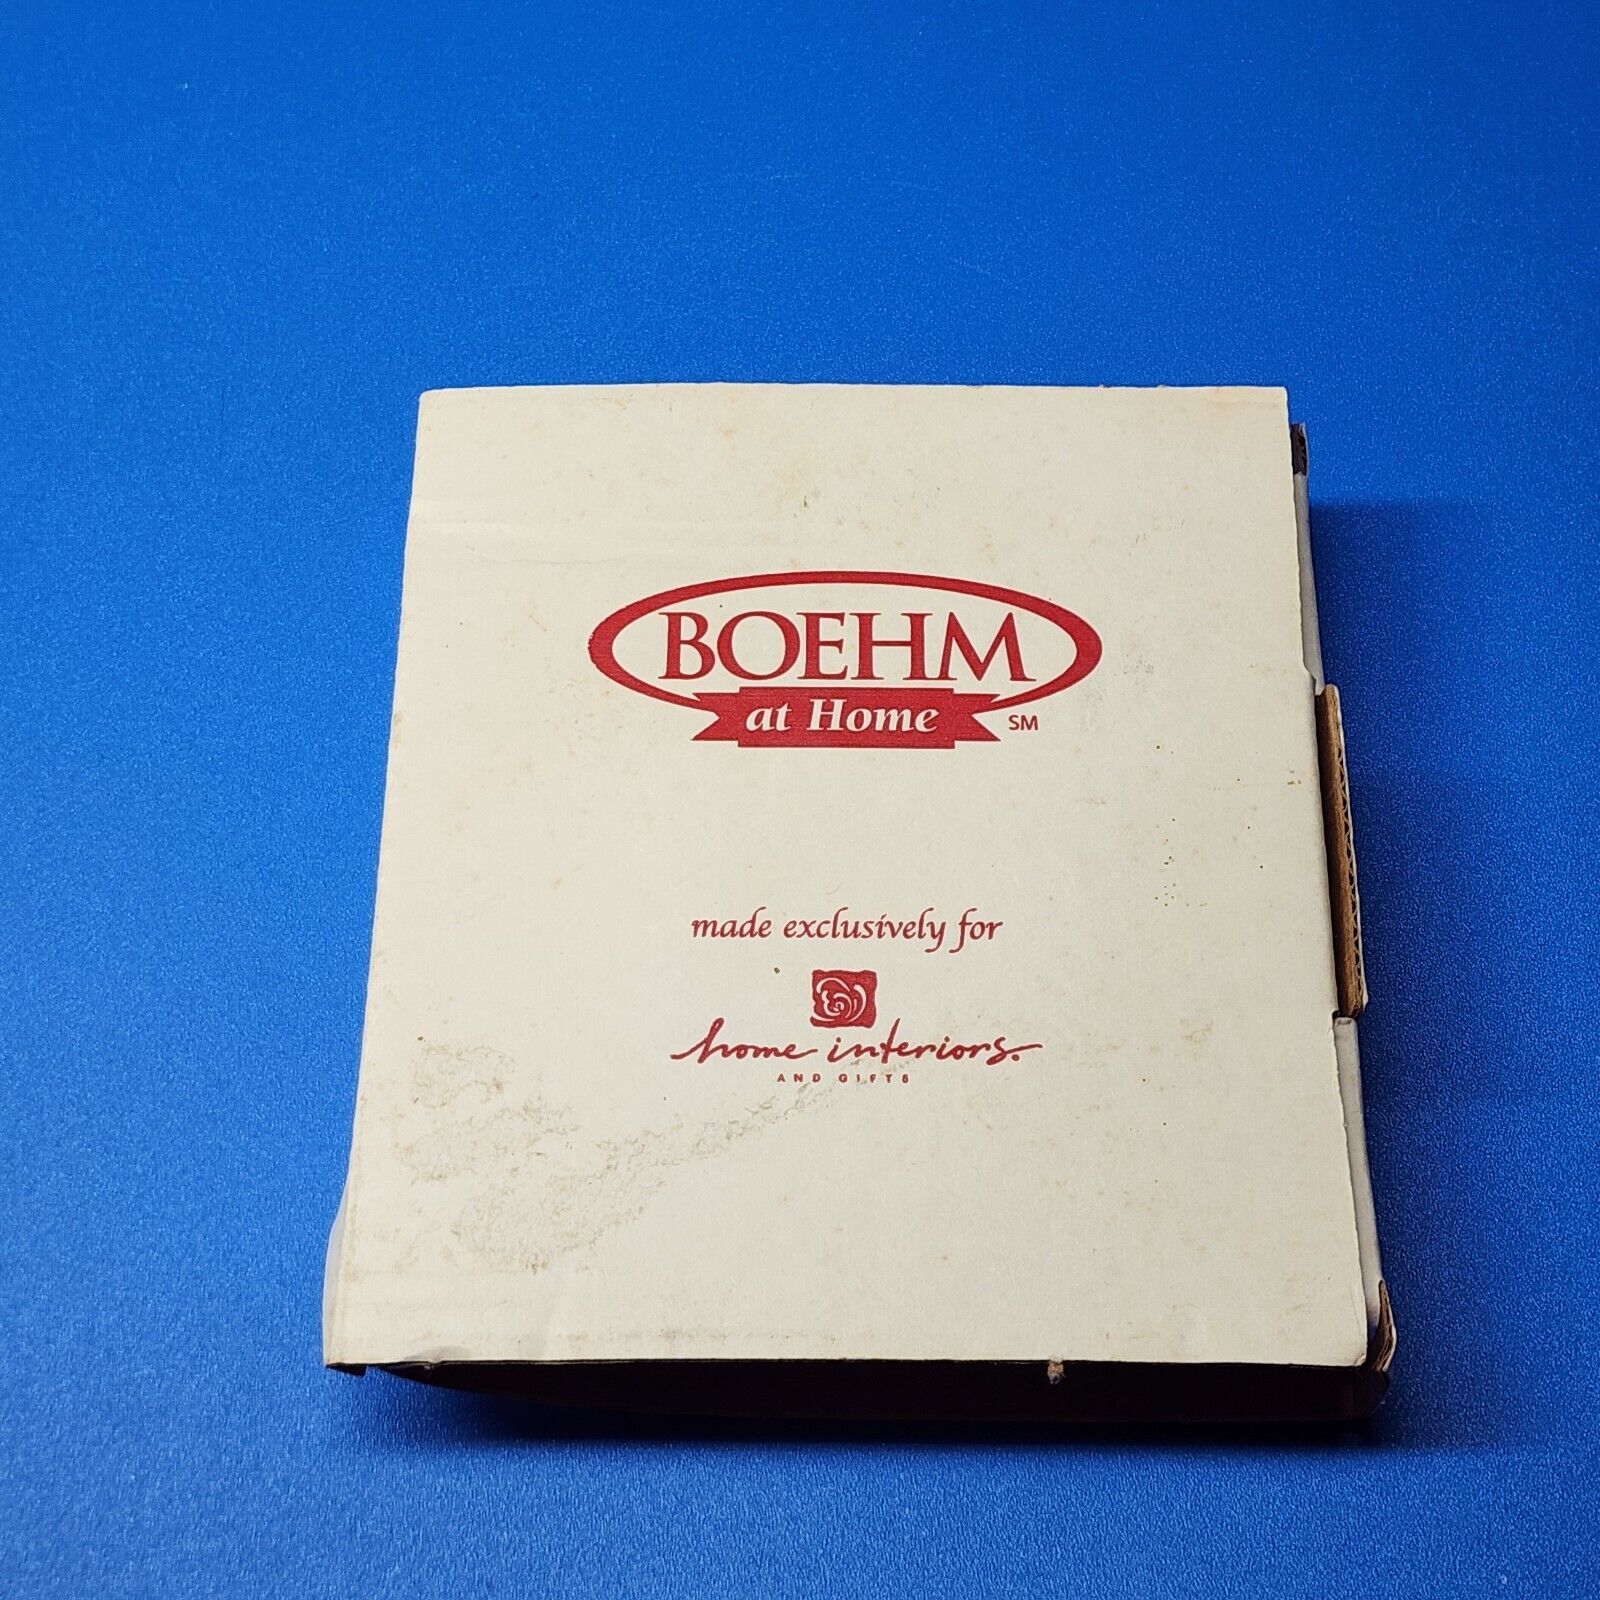 BOEHM
at Home SM
made exclusively for
home interiors.
AND GIFTS